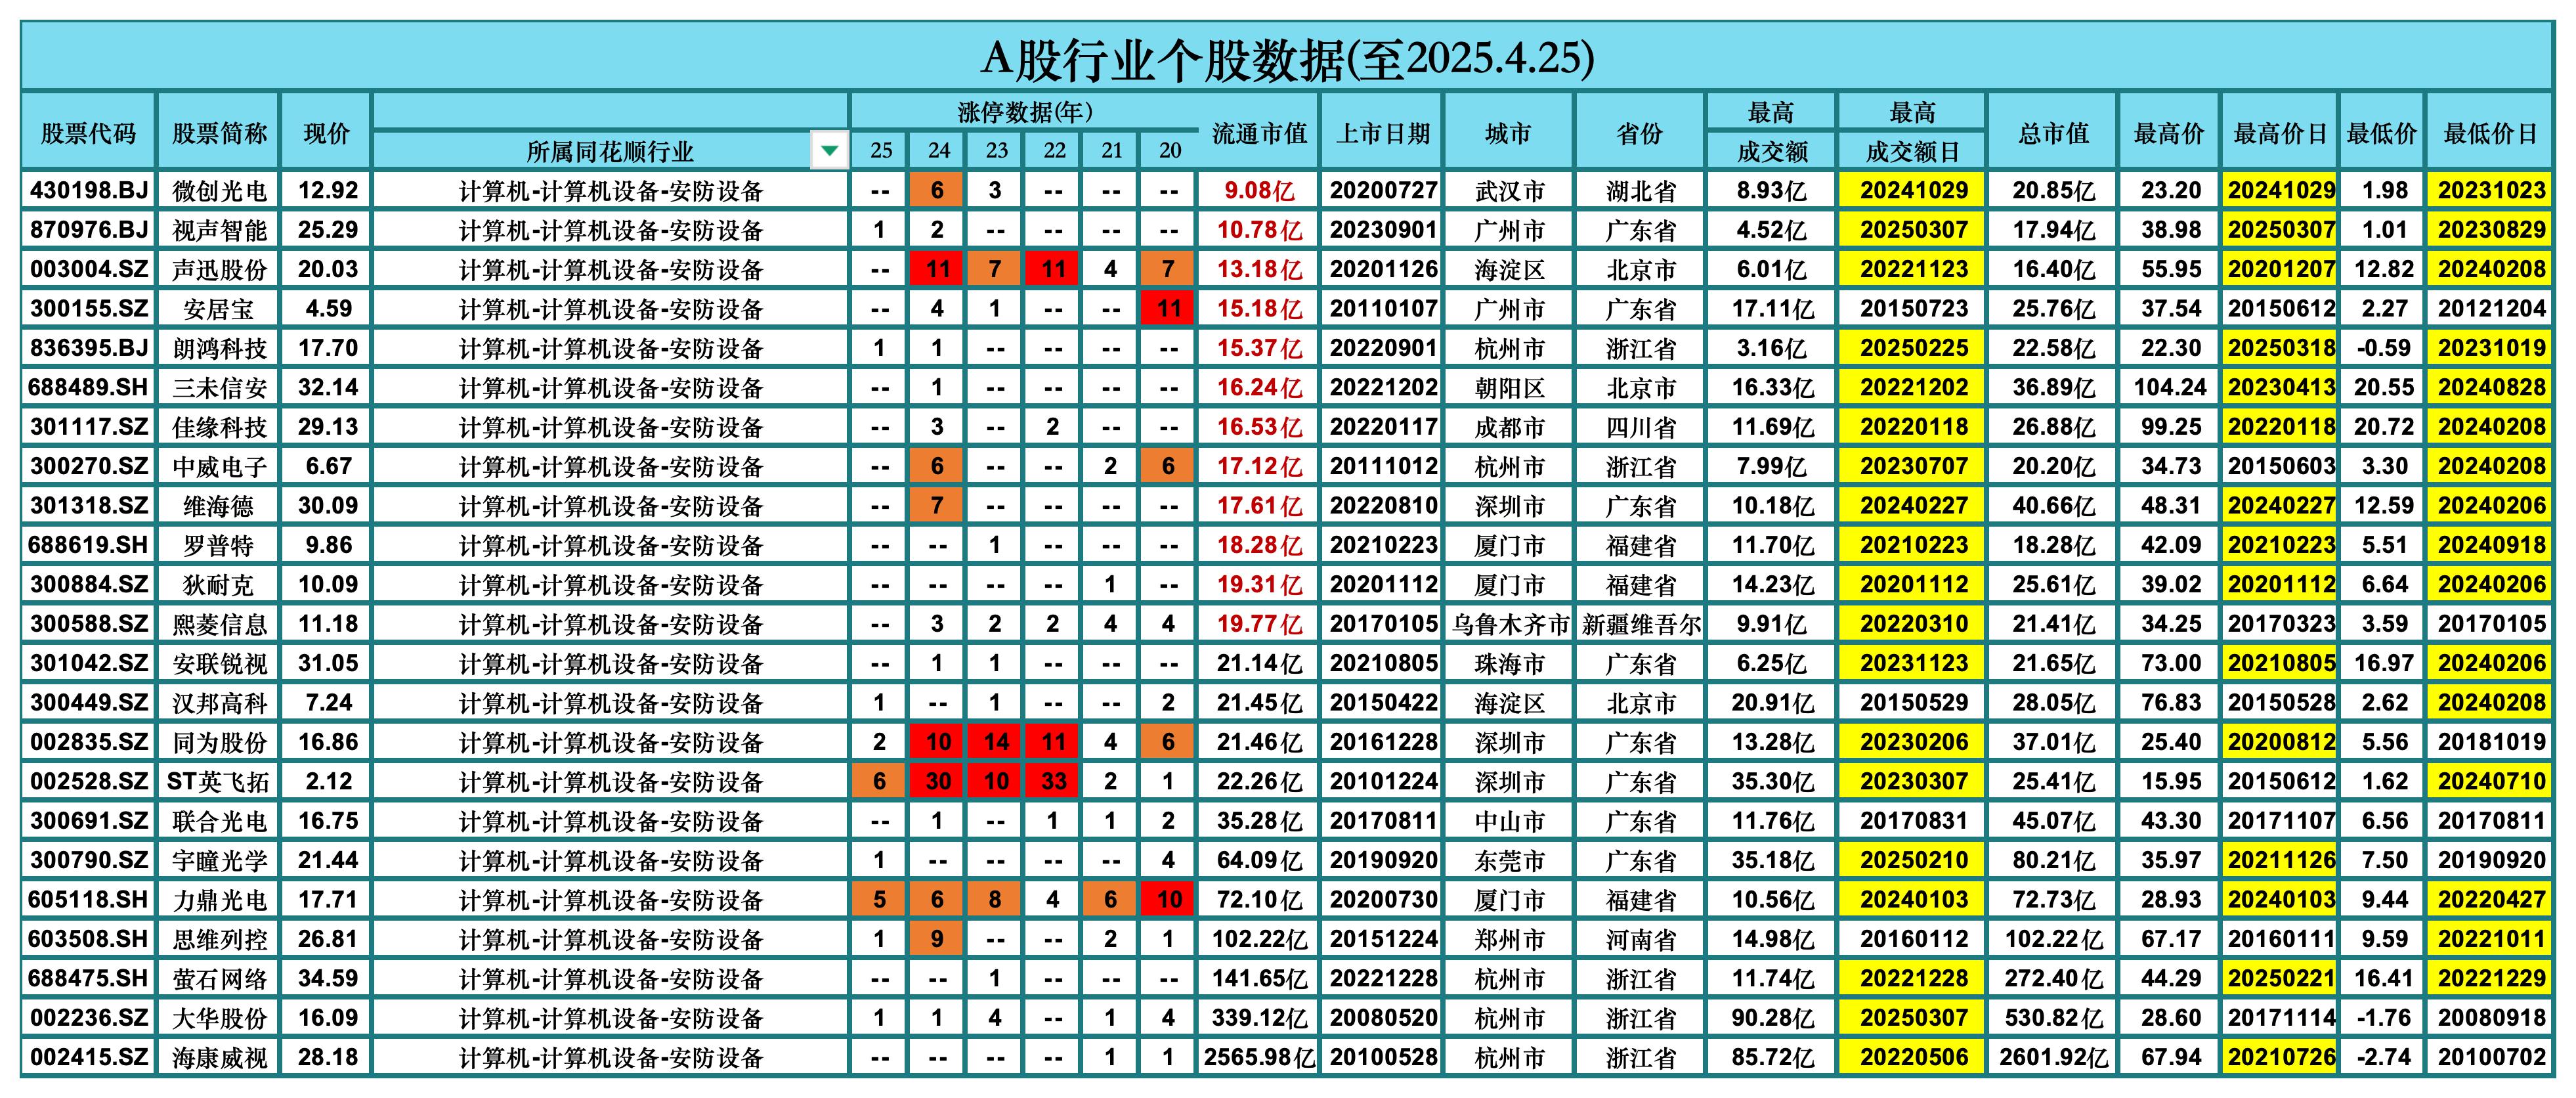 A股行业个股数据(至2025.4.25)
股票代码 股票简称 现价 所属同花顺行业 涨停数据(年) 25 24 23 22 21 20 流通市值 上市日期 城市 省份 最高成交额 最高成交额日 总市值 最高价 最高价日 最低价 最低价日
430198.BJ 微创光电 12.92 计算机-计算机设备-安防设备 -- 6 3 -- -- -- 9.08亿 20200727 武汉市 湖北省 8.93亿 20241029 20.85亿 23.20 20241029 1.98 20231023
870976.BJ 视声智能 25.29 计算机-计算机设备-安防设备 1 2 -- -- -- -- 10.78亿 20230901 广州市 广东省 4.52亿 20250307 17.94亿 38.98 20250307 1.01 20230829
003004.SZ 声迅股份 20.03 计算机-计算机设备-安防设备 -- 11 7 11 4 7 13.18亿 20201126 海淀区 北京市 6.01亿 20221123 16.40亿 55.95 20201207 12.82 20240208
300155.SZ 安居宝 4.59 计算机-计算机设备-安防设备 -- 4 1 -- -- 11 15.18亿 20110107 广州市 广东省 17.11亿 20150723 25.76亿 37.54 20150612 2.27 20121204
836395.BJ 朗鸿科技 17.70 计算机-计算机设备-安防设备 1 1 -- -- -- -- 15.37亿 20220901 杭州市 浙江省 3.16亿 20250225 22.58亿 22.30 20250318 -0.59 20231019
688489.SH 三未信安 32.14 计算机-计算机设备-安防设备 -- 1 -- -- -- -- 16.24亿 20221202 朝阳区 北京市 16.33亿 20221202 36.89亿 104.24 20230413 20.55 20240828
301117.SZ 佳缘科技 29.13 计算机-计算机设备-安防设备 -- 3 -- 2 -- -- 16.53亿 20220117 成都市 四川省 11.69亿 20220118 26.88亿 99.25 20220118 20.72 20240208
300270.SZ 中威电子 6.67 计算机-计算机设备-安防设备 -- 6 -- -- 2 6 17.12亿 20111012 杭州市 浙江省 7.99亿 20230707 20.20亿 34.73 20150603 3.30 20240208
301318.SZ 维海德 30.09 计算机-计算机设备-安防设备 -- 7 -- -- -- -- 17.61亿 20220810 深圳市 广东省 10.18亿 20240227 40.66亿 48.31 20240227 12.59 20240206
688619.SH 罗普特 9.86 计算机-计算机设备-安防设备 -- -- 1 -- -- -- 18.28亿 20210223 厦门市 福建省 11.70亿 20210223 18.28亿 42.09 20210223 5.51 20240918
300884.SZ 狄耐克 10.09 计算机-计算机设备-安防设备 -- -- -- -- 1 -- 19.31亿 20201112 厦门市 福建省 14.23亿 20201112 25.61亿 39.02 20201112 6.64 20240206
300588.SZ 熙菱信息 11.18 计算机-计算机设备-安防设备 -- 3 2 2 4 4 19.77亿 20170105 乌鲁木齐市 新疆维吾尔 9.91亿 20220310 21.41亿 34.25 20170323 3.59 20170105
301042.SZ 安联锐视 31.05 计算机-计算机设备-安防设备 -- 1 1 -- -- -- 21.14亿 20210805 珠海市 广东省 6.25亿 20231123 21.65亿 73.00 20210805 16.97 20240206
300449.SZ 汉邦高科 7.24 计算机-计算机设备-安防设备 1 -- 1 -- -- 2 21.45亿 20150422 海淀区 北京市 20.91亿 20150529 28.05亿 76.83 20150528 2.62 20240208
002835.SZ 同为股份 16.86 计算机-计算机设备-安防设备 2 10 14 11 4 6 21.46亿 20161228 深圳市 广东省 13.28亿 20230206 37.01亿 25.40 20200812 5.56 20181019
002528.SZ ST英飞拓 2.12 计算机-计算机设备-安防设备 6 30 10 33 2 1 22.26亿 20101224 深圳市 广东省 35.30亿 20230307 25.41亿 15.95 20150612 1.62 20240710
300691.SZ 联合光电 16.75 计算机-计算机设备-安防设备 -- 1 -- 1 1 2 35.28亿 20170811 中山市 广东省 11.76亿 20170831 45.07亿 43.30 20171107 6.56 20170811
300790.SZ 宇瞳光学 21.44 计算机-计算机设备-安防设备 1 -- -- -- -- 4 64.09亿 20190920 东莞市 广东省 35.18亿 20250210 80.21亿 35.97 20211126 7.50 20190920
605118.SH 力鼎光电 17.71 计算机-计算机设备-安防设备 5 6 8 4 6 10 72.10亿 20200730 厦门市 福建省 10.56亿 20240103 72.73亿 28.93 20240103 9.44 20220427
603508.SH 思维列控 26.81 计算机-计算机设备-安防设备 1 9 -- -- 2 1 102.22亿 20151224 郑州市 河南省 14.98亿 20160112 102.22亿 67.17 20160111 9.59 20221011
688475.SH 萤石网络 34.59 计算机-计算机设备-安防设备 -- -- 1 -- -- -- 141.65亿 20221228 杭州市 浙江省 11.74亿 20221228 272.40亿 44.29 20250221 16.41 20221229
002236.SZ 大华股份 16.09 计算机-计算机设备-安防设备 1 1 4 -- 1 4 339.12亿 20080520 杭州市 浙江省 90.28亿 20250307 530.82亿 28.60 20171114 -1.76 20080918
002415.SZ 海康威视 28.18 计算机-计算机设备-安防设备 -- -- -- -- 1 1 2565.98亿 20100528 杭州市 浙江省 85.72亿 20220506 2601.92亿 67.94 20210726 -2.74 20100702